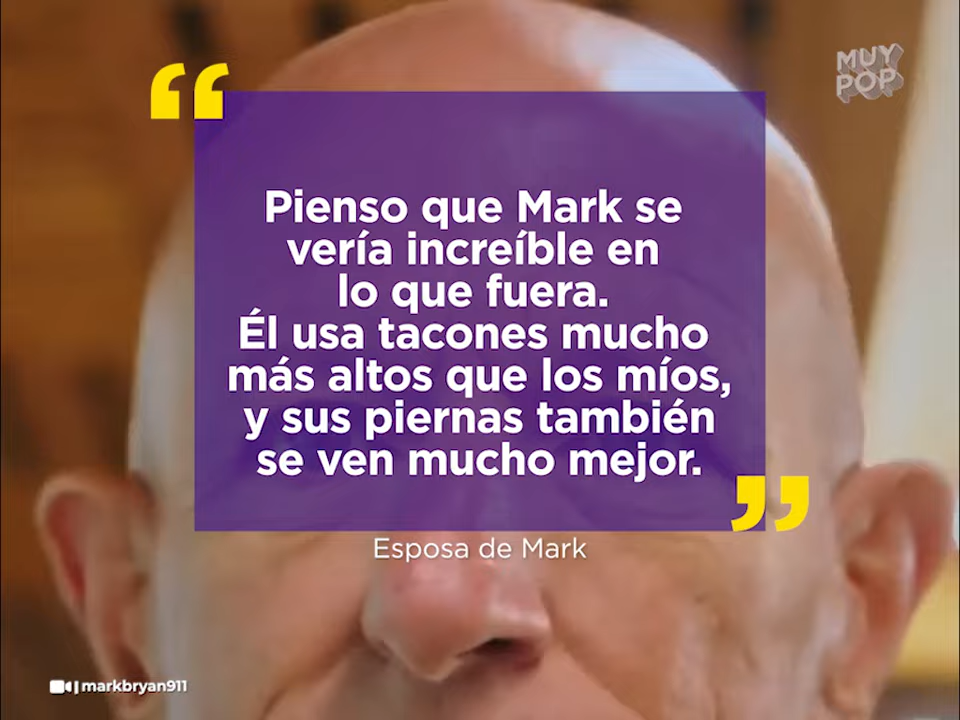 MUY
POP
“
Pienso que Mark se
vería increíble en
lo que fuera.
Él usa tacones mucho
más altos que los míos,
y sus piernas también
se ven mucho mejor.
”
Esposa de Mark
markbryan911